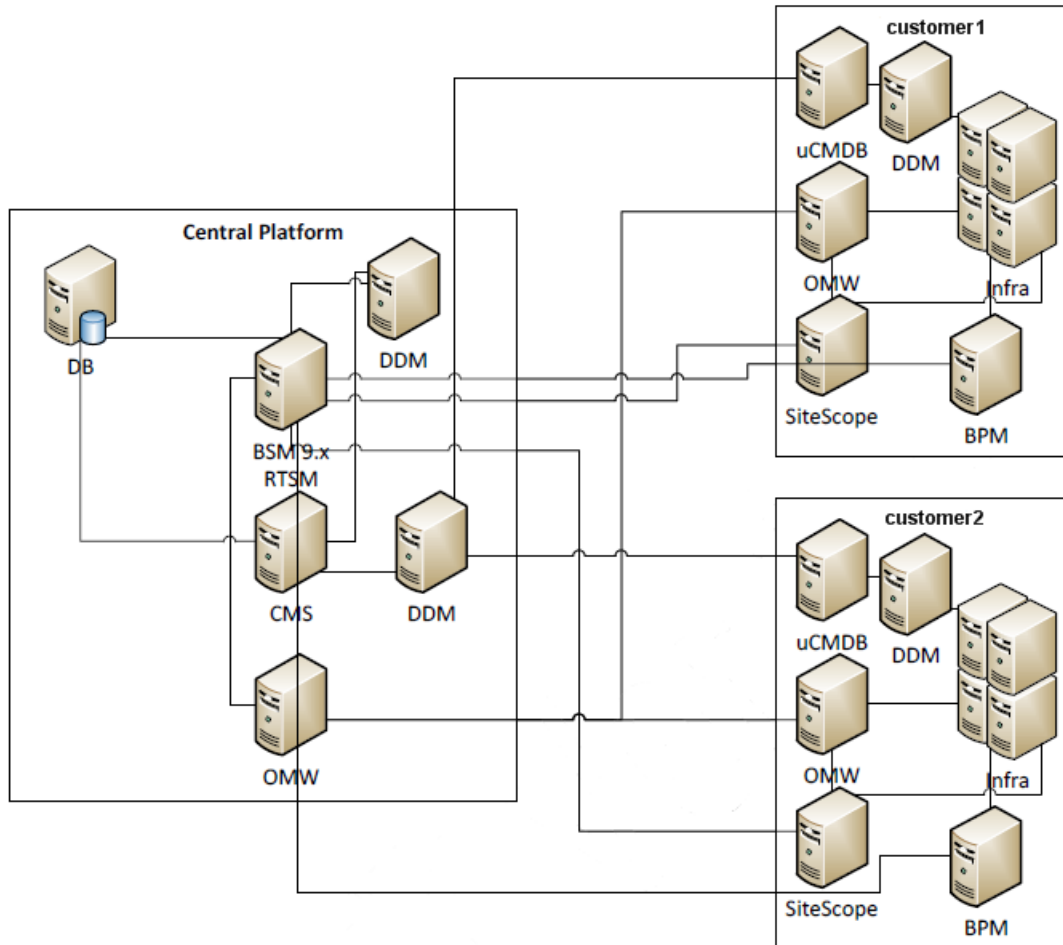 Central Platform
DB
DDM
BSM 9.x
RTSM
CMS
DDM
OMW
customer1
uCMDB
DDM
OMW
Infra
SiteScope
BPM
customer2
uCMDB
DDM
OMW
Infra
SiteScope
BPM